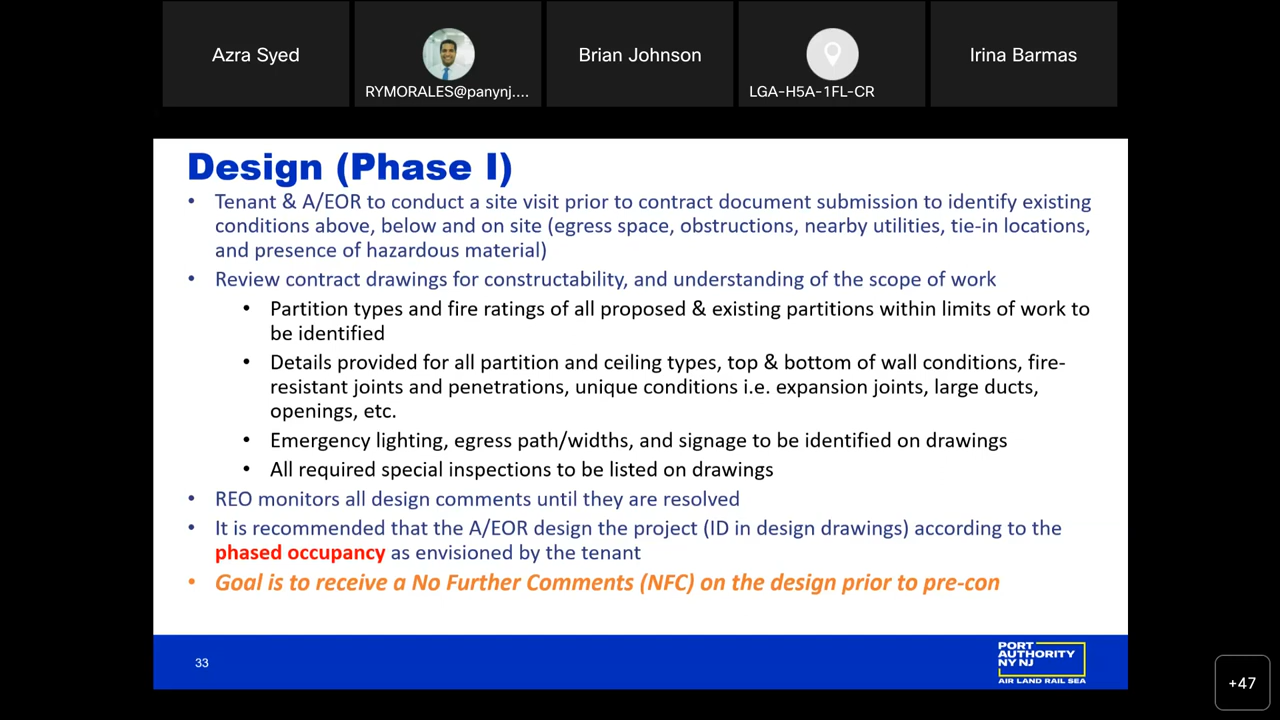 Azra Syed
RYMORALES@panynj....
Brian Johnson
LGA-H5A-1FL-CR
Irina Barmas
Design (Phase I)
• Tenant & A/EOR to conduct a site visit prior to contract document submission to identify existing
conditions above, below and on site (egress space, obstructions, nearby utilities, tie-in locations,
and presence of hazardous material)
• Review contract drawings for constructability, and understanding of the scope of work
• Partition types and fire ratings of all proposed & existing partitions within limits of work to
be identified
• Details provided for all partition and ceiling types, top & bottom of wall conditions, fire-
resistant joints and penetrations, unique conditions i.e. expansion joints, large ducts,
openings, etc.
• Emergency lighting, egress path/widths, and signage to be identified on drawings
• All required special inspections to be listed on drawings
• REO monitors all design comments until they are resolved
• It is recommended that the A/EOR design the project (ID in design drawings) according to the
phased occupancy as envisioned by the tenant
• Goal is to receive a No Further Comments (NFC) on the design prior to pre-con
33
PORT
AUTHORITY
NY NJ
AIR LAND RAIL SEA
+47